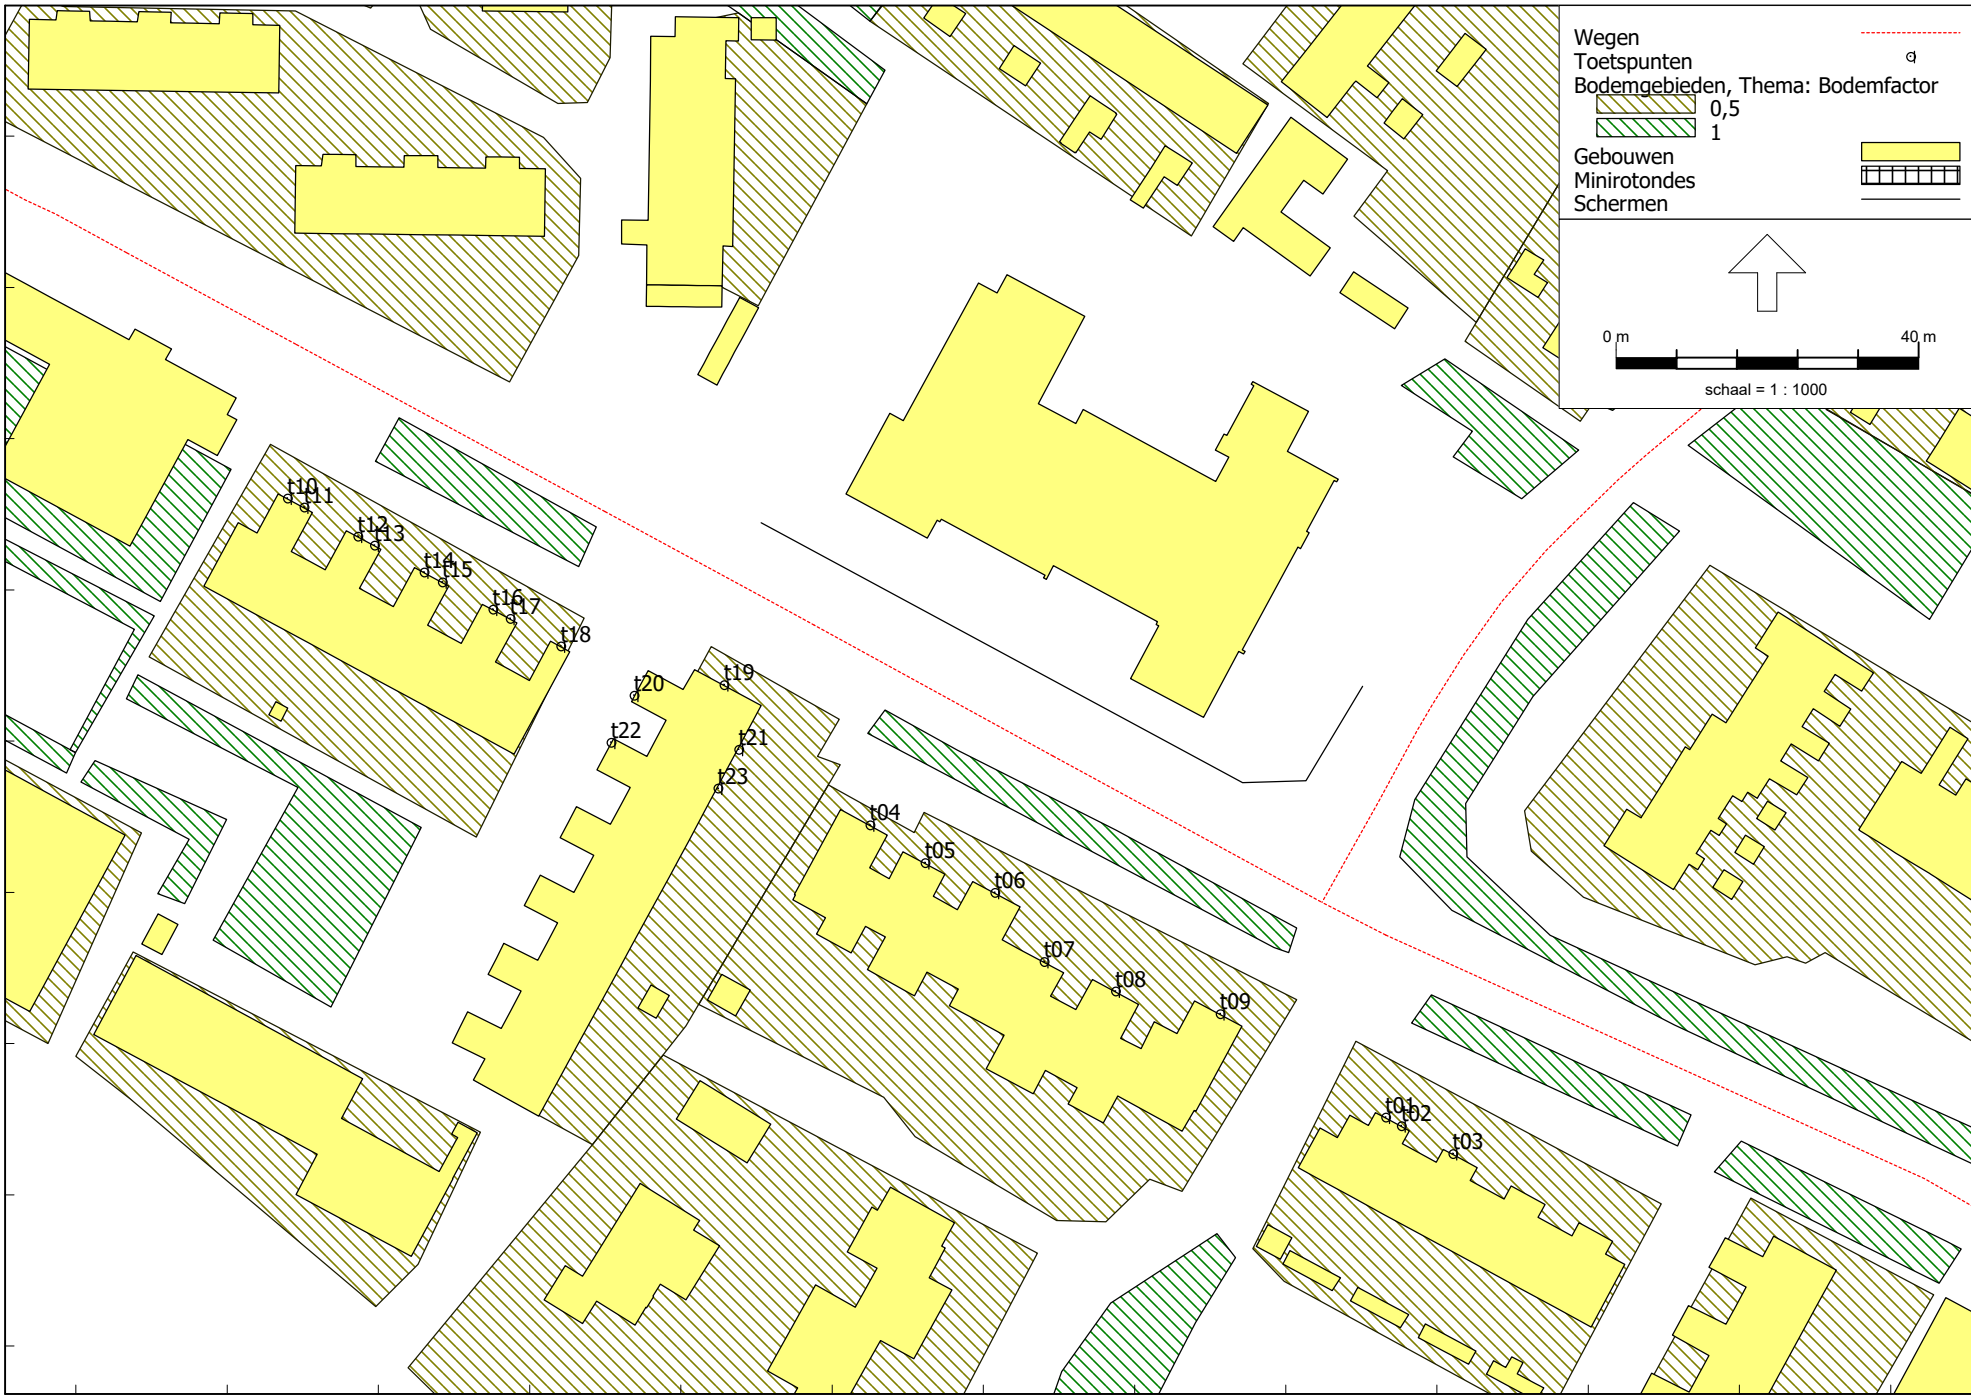 Wegen
Toetspunten
Bodemgebieden, Thema: Bodemfactor
0,5
1
Gebouwen
Minirotondes
Schermen
0 m 40 m
schaal = 1 : 1000
t10
t11
t12
t13
t14
t15
t16
t17
t18
t19
t20
t21
t22
t23
t04
t05
t06
t07
t08
t09
t01
t02
t03